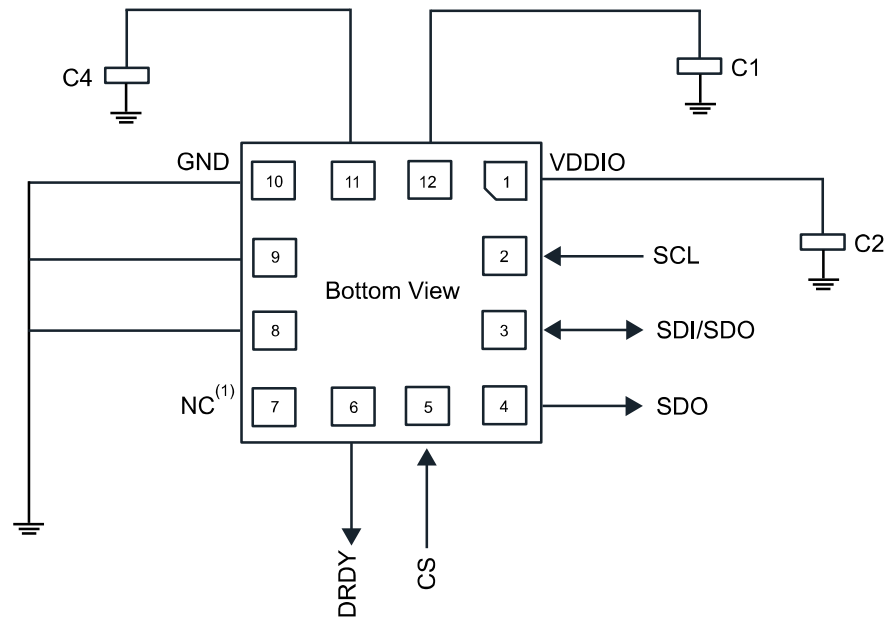 C4
C1
GND
VDDIO
10
11
12
1
C2
9
2
SCL
Bottom View
8
3
SDI/SDO
NC(1)
7
6
5
4
SDO
DRDY
CS